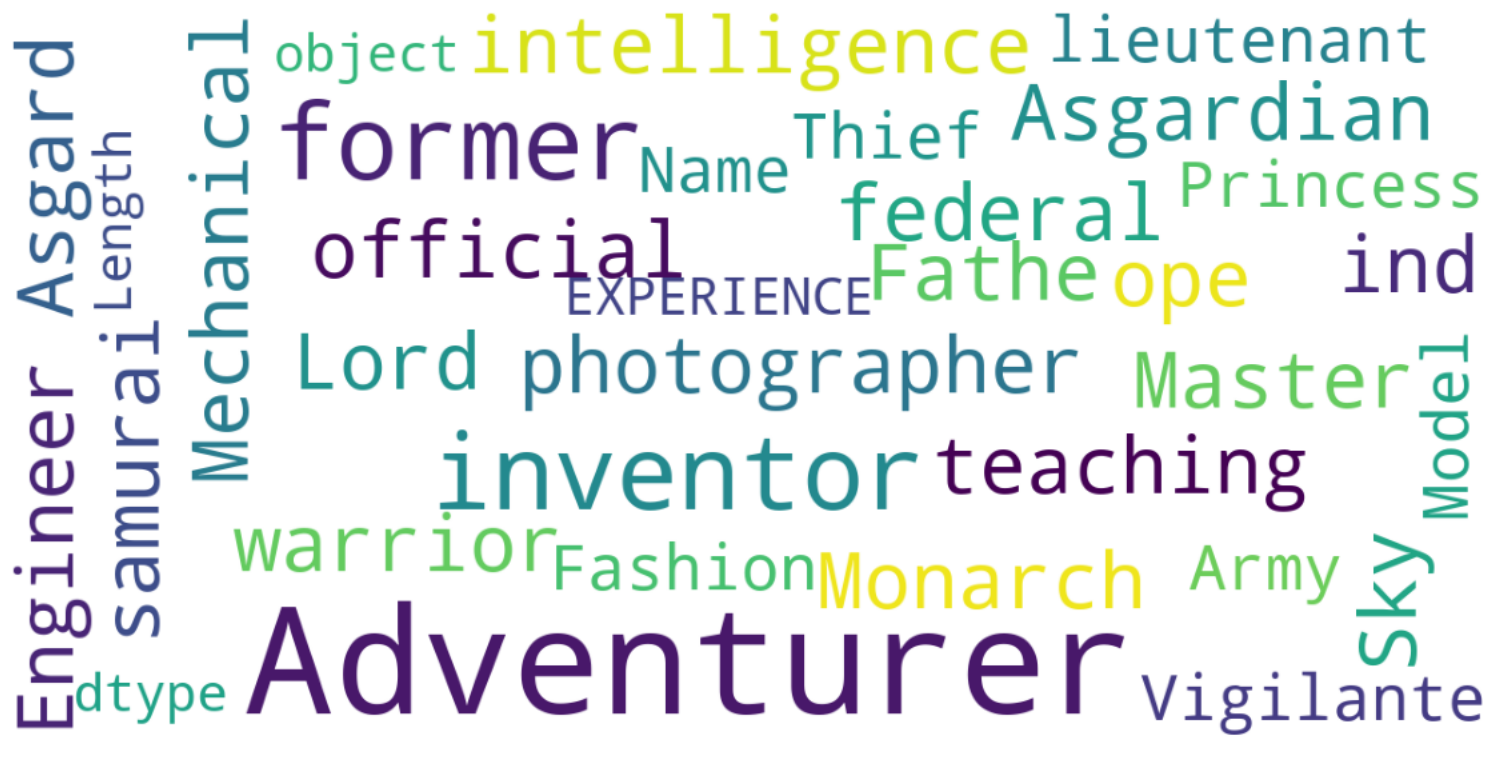 object intelligence lieutenant
Asgard
Length
Mechanical
former Name Thief Asgardian
Princess
federal
official
EXPERIENCE Fathe ope ind
Lord photographer Master
Model
Engineer
samurai
inventor teaching
warrior Fashion Monarch Army
Sky
dtype Adventurer Vigilante